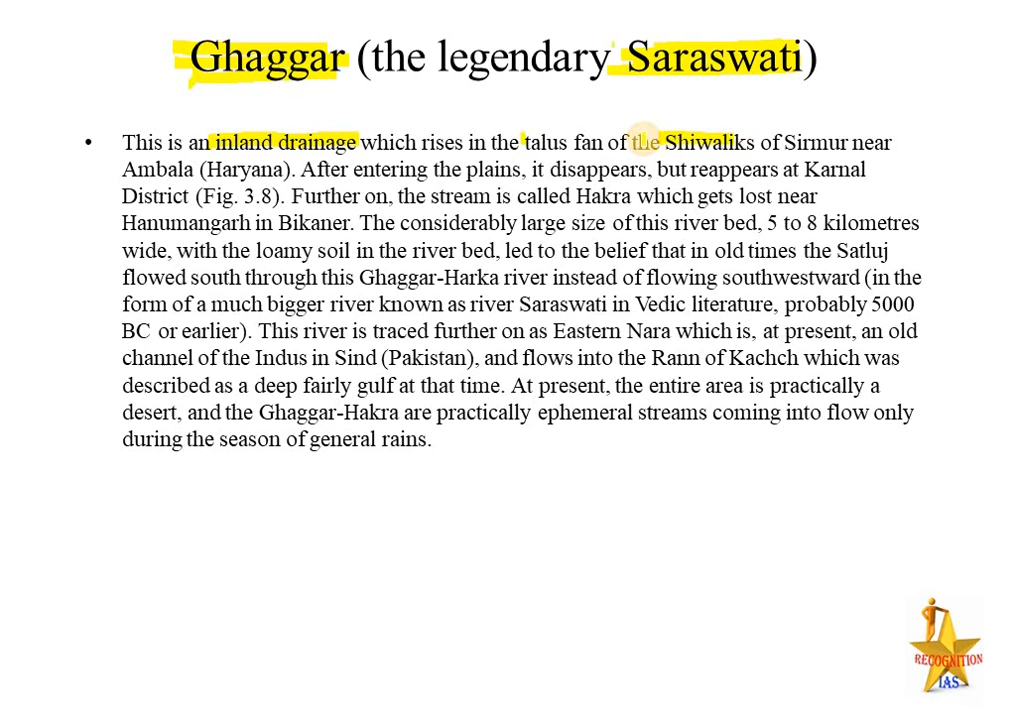 Ghaggar (the legendary Saraswati)
• This is an inland drainage which rises in the talus fan of the Shiwaliks of Sirmur near
Ambala (Haryana). After entering the plains, it disappears, but reappears at Karnal
District (Fig. 3.8). Further on, the stream is called Hakra which gets lost near
Hanumangarh in Bikaner. The considerably large size of this river bed, 5 to 8 kilometres
wide, with the loamy soil in the river bed, led to the belief that in old times the Satluj
flowed south through this Ghaggar-Harka river instead of flowing southwestward (in the
form of a much bigger river known as river Saraswati in Vedic literature, probably 5000
BC or earlier). This river is traced further on as Eastern Nara which is, at present, an old
channel of the Indus in Sind (Pakistan), and flows into the Rann of Kachch which was
described as a deep fairly gulf at that time. At present, the entire area is practically a
desert, and the Ghaggar-Hakra are practically ephemeral streams coming into flow only
during the season of general rains.
RECOGNITION
IAS